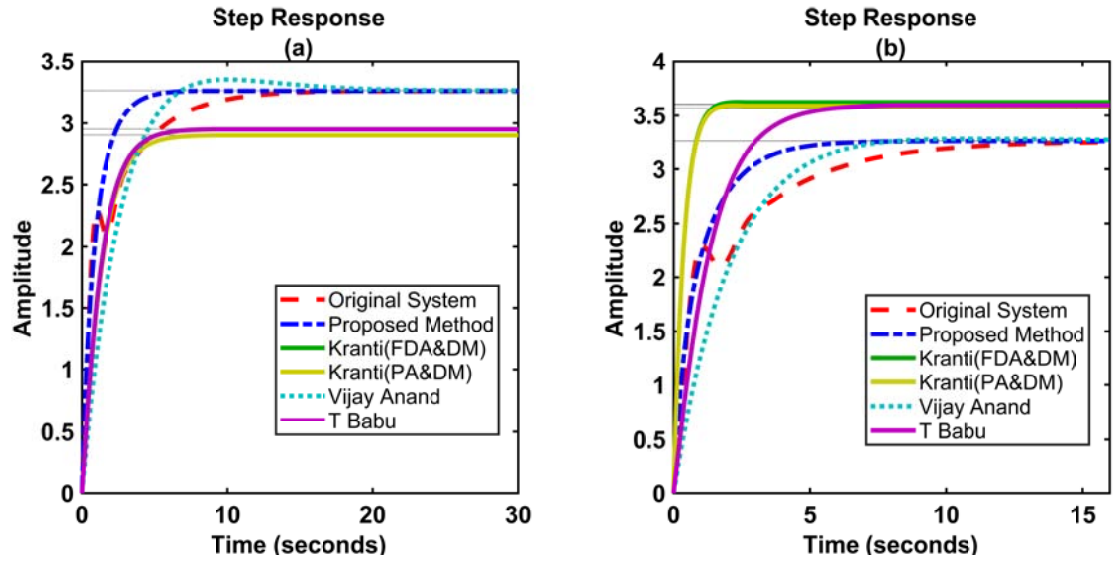 Step Response
(a)
3.5
3
2.5
2
1.5
1
0.5
0
Amplitude
Original System
Proposed Method
Kranti(FDA&DM)
Kranti(PA&DM)
Vijay Anand
T Babu
0 10 20 30
Time (seconds)
Step Response
(b)
4
3.5
3
2.5
2
1.5
1
0.5
0
Amplitude
Original System
Proposed Method
Kranti(FDA&DM)
Kranti(PA&DM)
Vijay Anand
T Babu
0 5 10 15
Time (seconds)